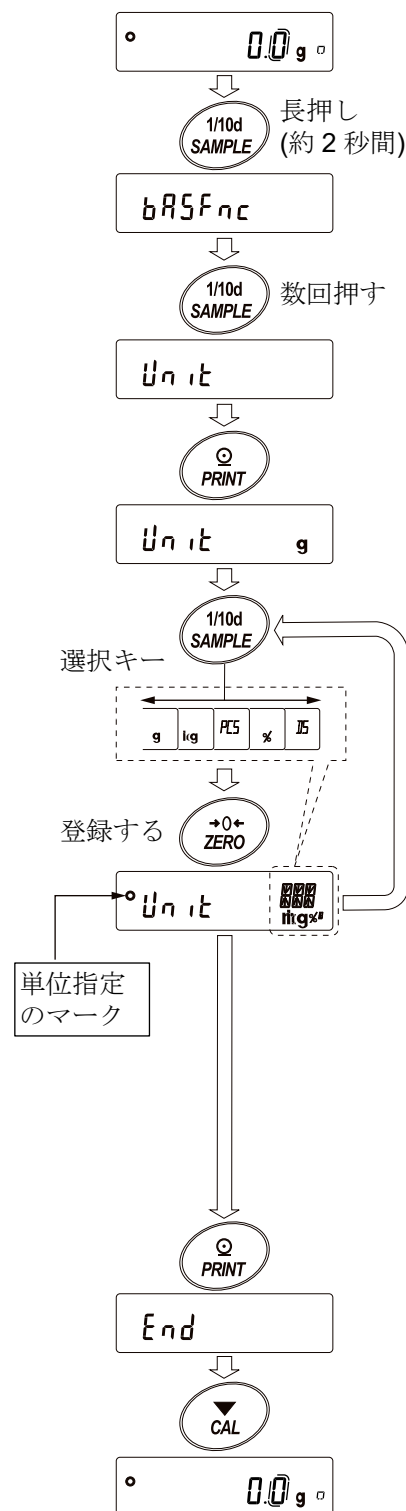 0.0 g
1/10d
SAMPLE
長押し
(約 2 秒間)
bASFnc
1/10d
SAMPLE
数回押す
Unit
PRINT
Unit g
1/10d
SAMPLE
選択キー
g kg PCS % DS
登録する
→0←
ZERO
Unit
単位指定
のマーク
PRINT
End
CAL
0.0 g